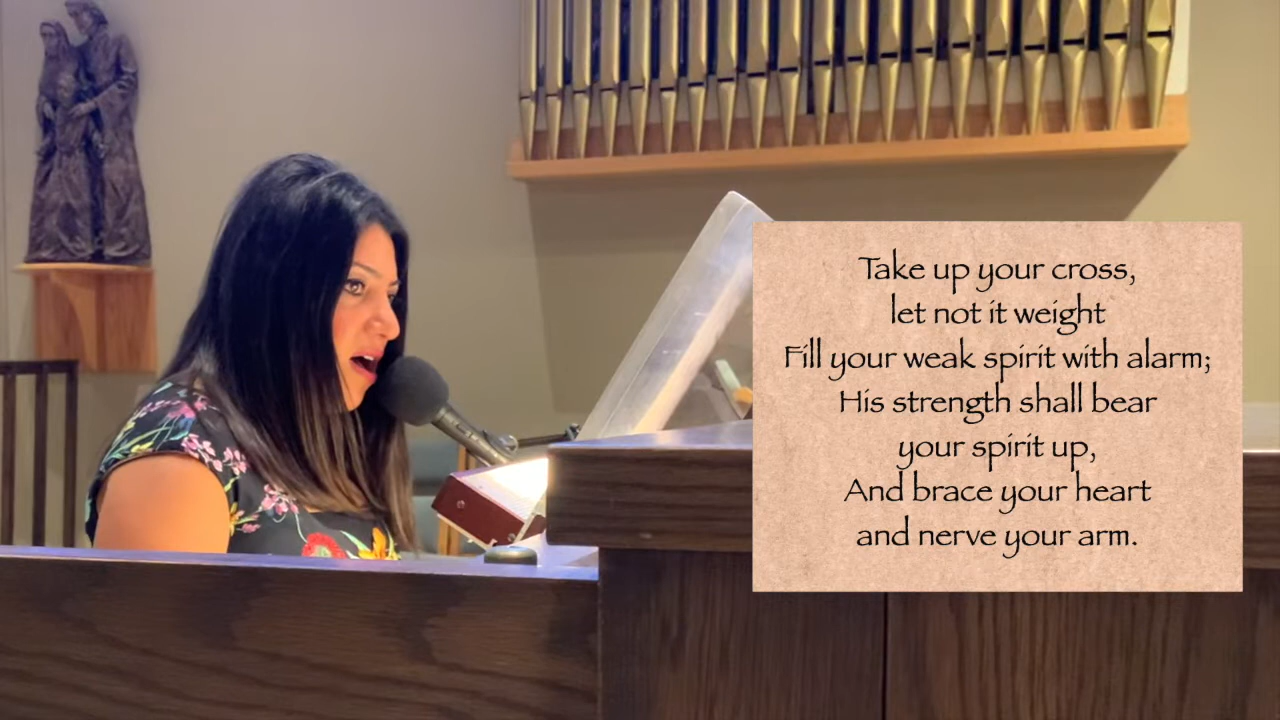 Take up your cross,
let not it weight
Fill your weak spirit with alarm;
His strength shall bear
your spirit up,
And brace your heart
and nerve your arm.